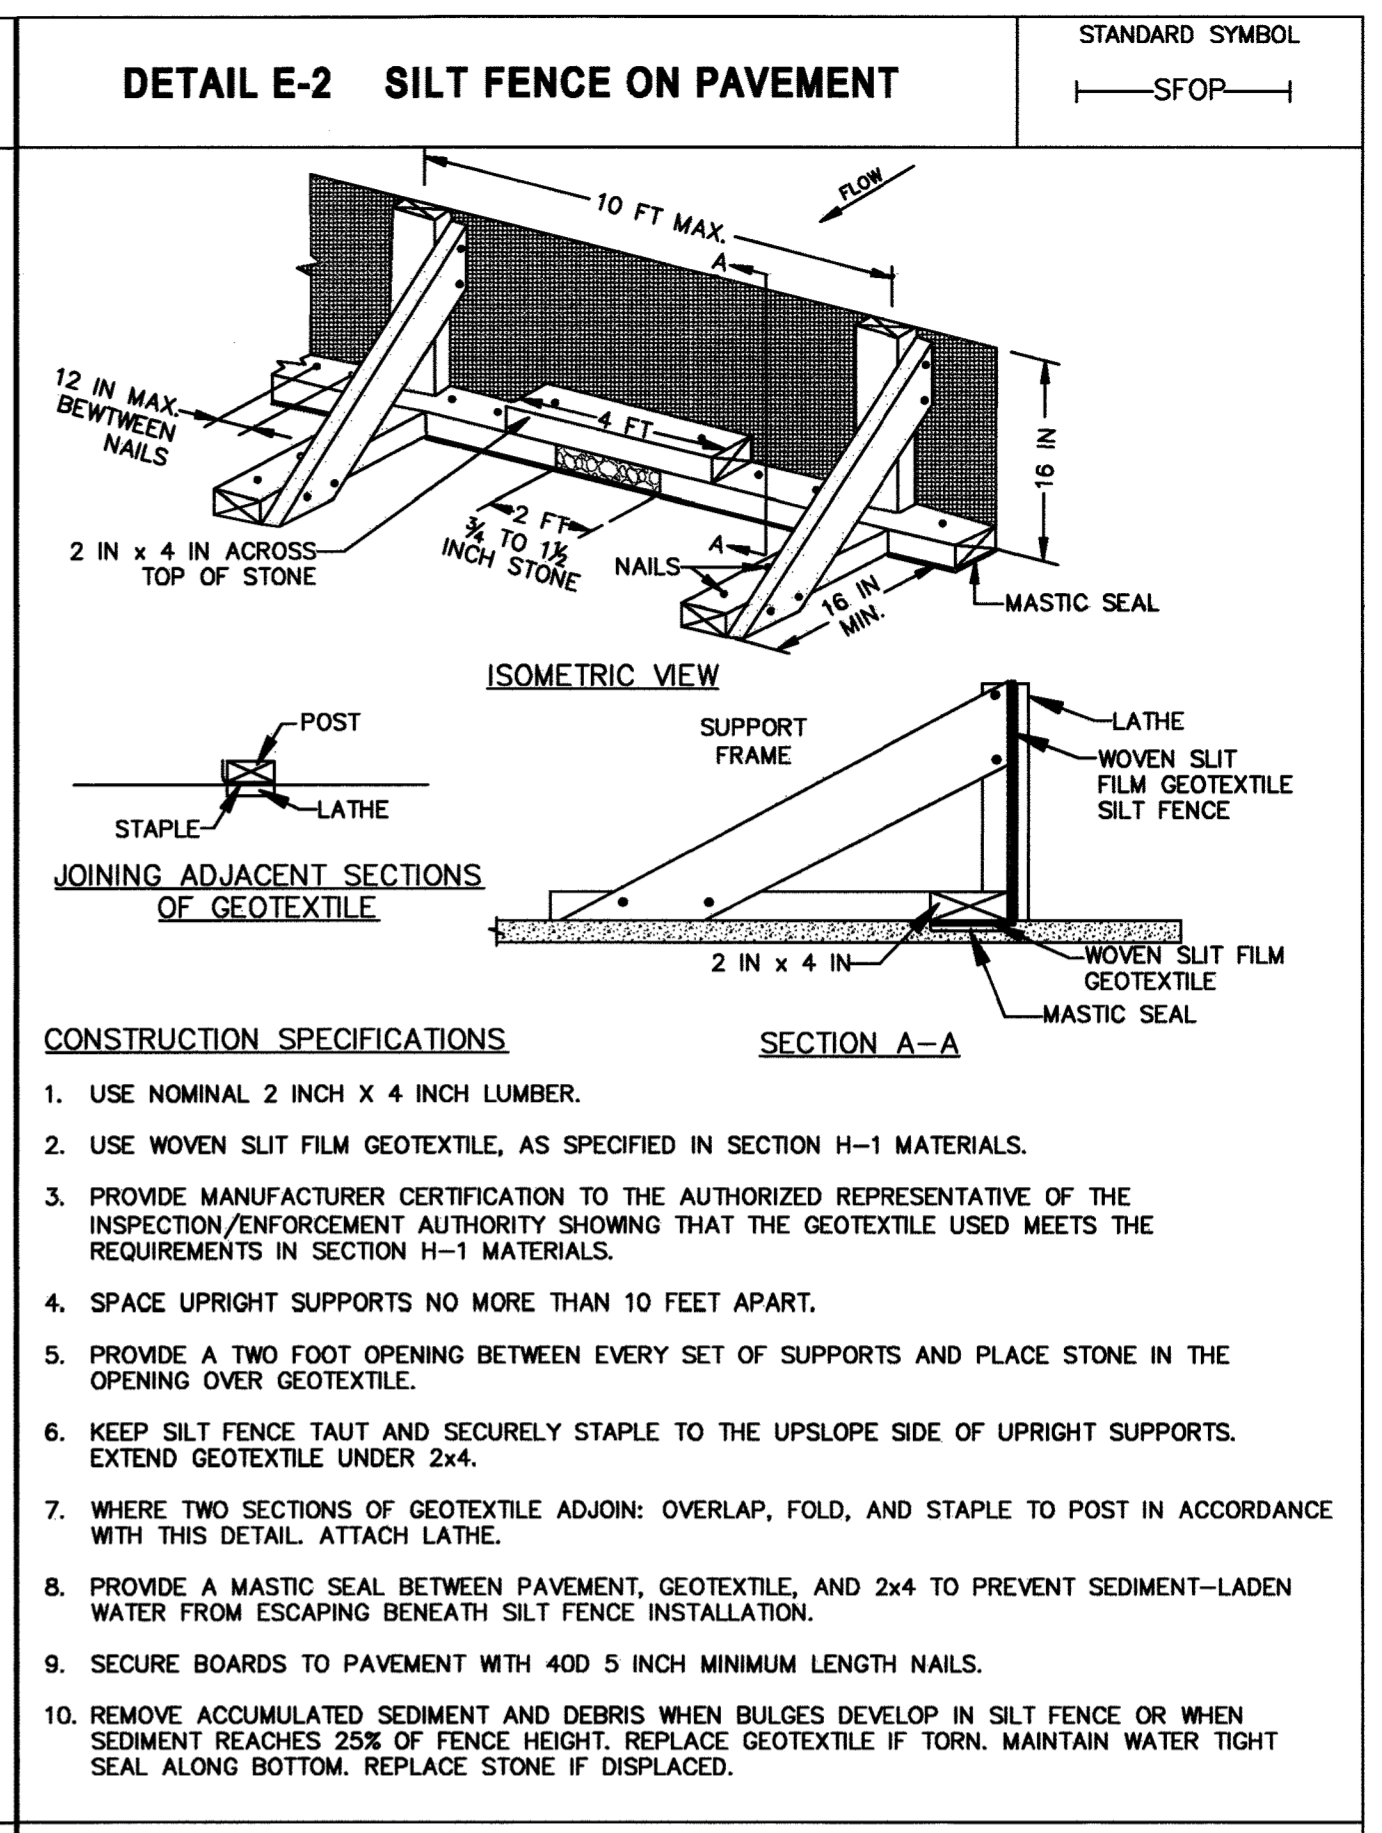 DETAIL E-2 SILT FENCE ON PAVEMENT
STANDARD SYMBOL
SFOP
10 FT MAX.
FLOW
A
12 IN MAX.
BEWTWEEN
NAILS
4 FT
16 IN
2 FT
¾ TO 1½
INCH STONE
2 IN x 4 IN ACROSS
TOP OF STONE
A
NAILS
16 IN
MIN.
MASTIC SEAL
ISOMETRIC VIEW
POST
STAPLE
LATHE
JOINING ADJACENT SECTIONS
OF GEOTEXTILE
SUPPORT
FRAME
LATHE
WOVEN SLIT
FILM GEOTEXTILE
SILT FENCE
2 IN x 4 IN
WOVEN SLIT FILM
GEOTEXTILE
MASTIC SEAL
SECTION A-A
CONSTRUCTION SPECIFICATIONS
1. USE NOMINAL 2 INCH X 4 INCH LUMBER.
2. USE WOVEN SLIT FILM GEOTEXTILE, AS SPECIFIED IN SECTION H-1 MATERIALS.
3. PROVIDE MANUFACTURER CERTIFICATION TO THE AUTHORIZED REPRESENTATIVE OF THE
INSPECTION/ENFORCEMENT AUTHORITY SHOWING THAT THE GEOTEXTILE USED MEETS THE
REQUIREMENTS IN SECTION H-1 MATERIALS.
4. SPACE UPRIGHT SUPPORTS NO MORE THAN 10 FEET APART.
5. PROVIDE A TWO FOOT OPENING BETWEEN EVERY SET OF SUPPORTS AND PLACE STONE IN THE
OPENING OVER GEOTEXTILE.
6. KEEP SILT FENCE TAUT AND SECURELY STAPLE TO THE UPSLOPE SIDE OF UPRIGHT SUPPORTS.
EXTEND GEOTEXTILE UNDER 2x4.
7. WHERE TWO SECTIONS OF GEOTEXTILE ADJOIN: OVERLAP, FOLD, AND STAPLE TO POST IN ACCORDANCE
WITH THIS DETAIL. ATTACH LATHE.
8. PROVIDE A MASTIC SEAL BETWEEN PAVEMENT, GEOTEXTILE, AND 2x4 TO PREVENT SEDIMENT-LADEN
WATER FROM ESCAPING BENEATH SILT FENCE INSTALLATION.
9. SECURE BOARDS TO PAVEMENT WITH 40D 5 INCH MINIMUM LENGTH NAILS.
10. REMOVE ACCUMULATED SEDIMENT AND DEBRIS WHEN BULGES DEVELOP IN SILT FENCE OR WHEN
SEDIMENT REACHES 25% OF FENCE HEIGHT. REPLACE GEOTEXTILE IF TORN. MAINTAIN WATER TIGHT
SEAL ALONG BOTTOM. REPLACE STONE IF DISPLACED.